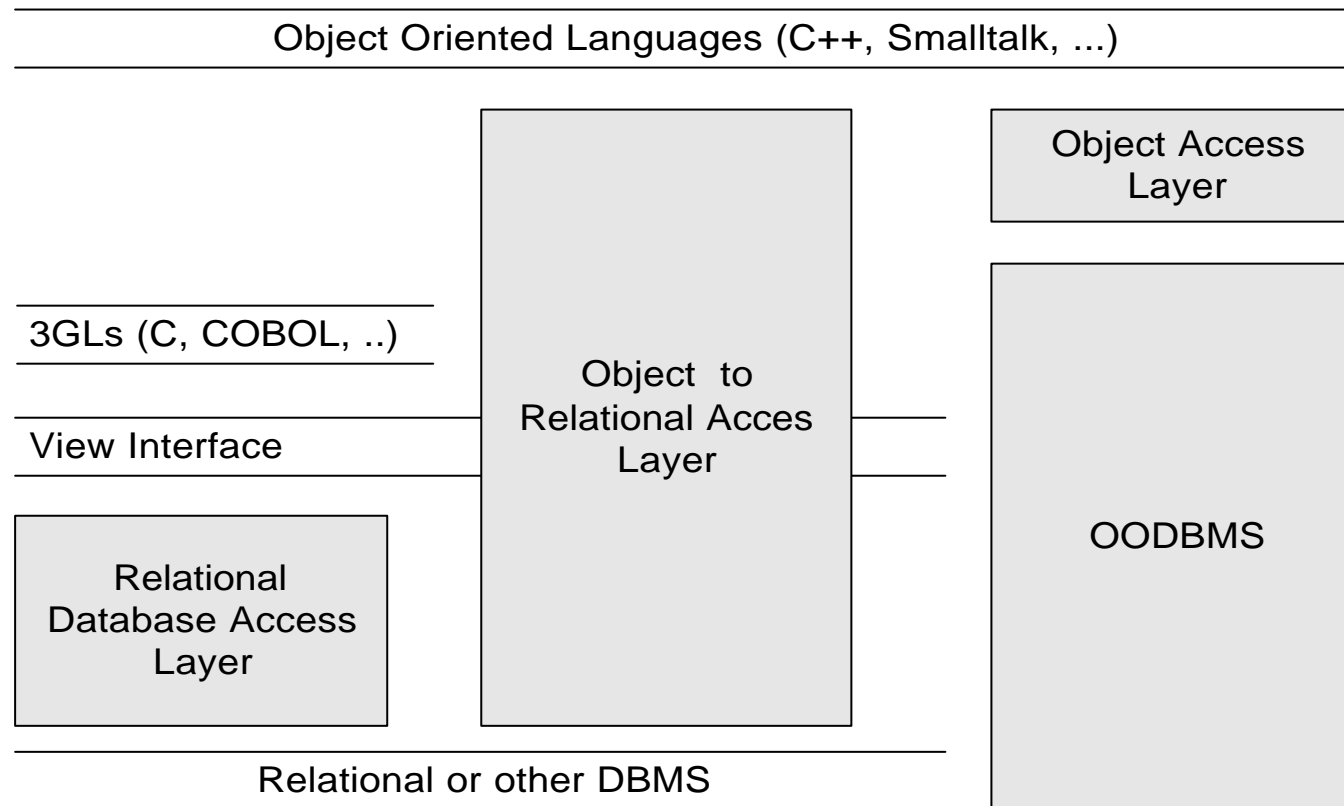 Object Oriented Languages (C++, Smalltalk, ...)
Object Access
Layer
3GLs (C, COBOL, ..)
Object to
Relational Acces
Layer
View Interface
OODBMS
Relational
Database Access
Layer
Relational or other DBMS